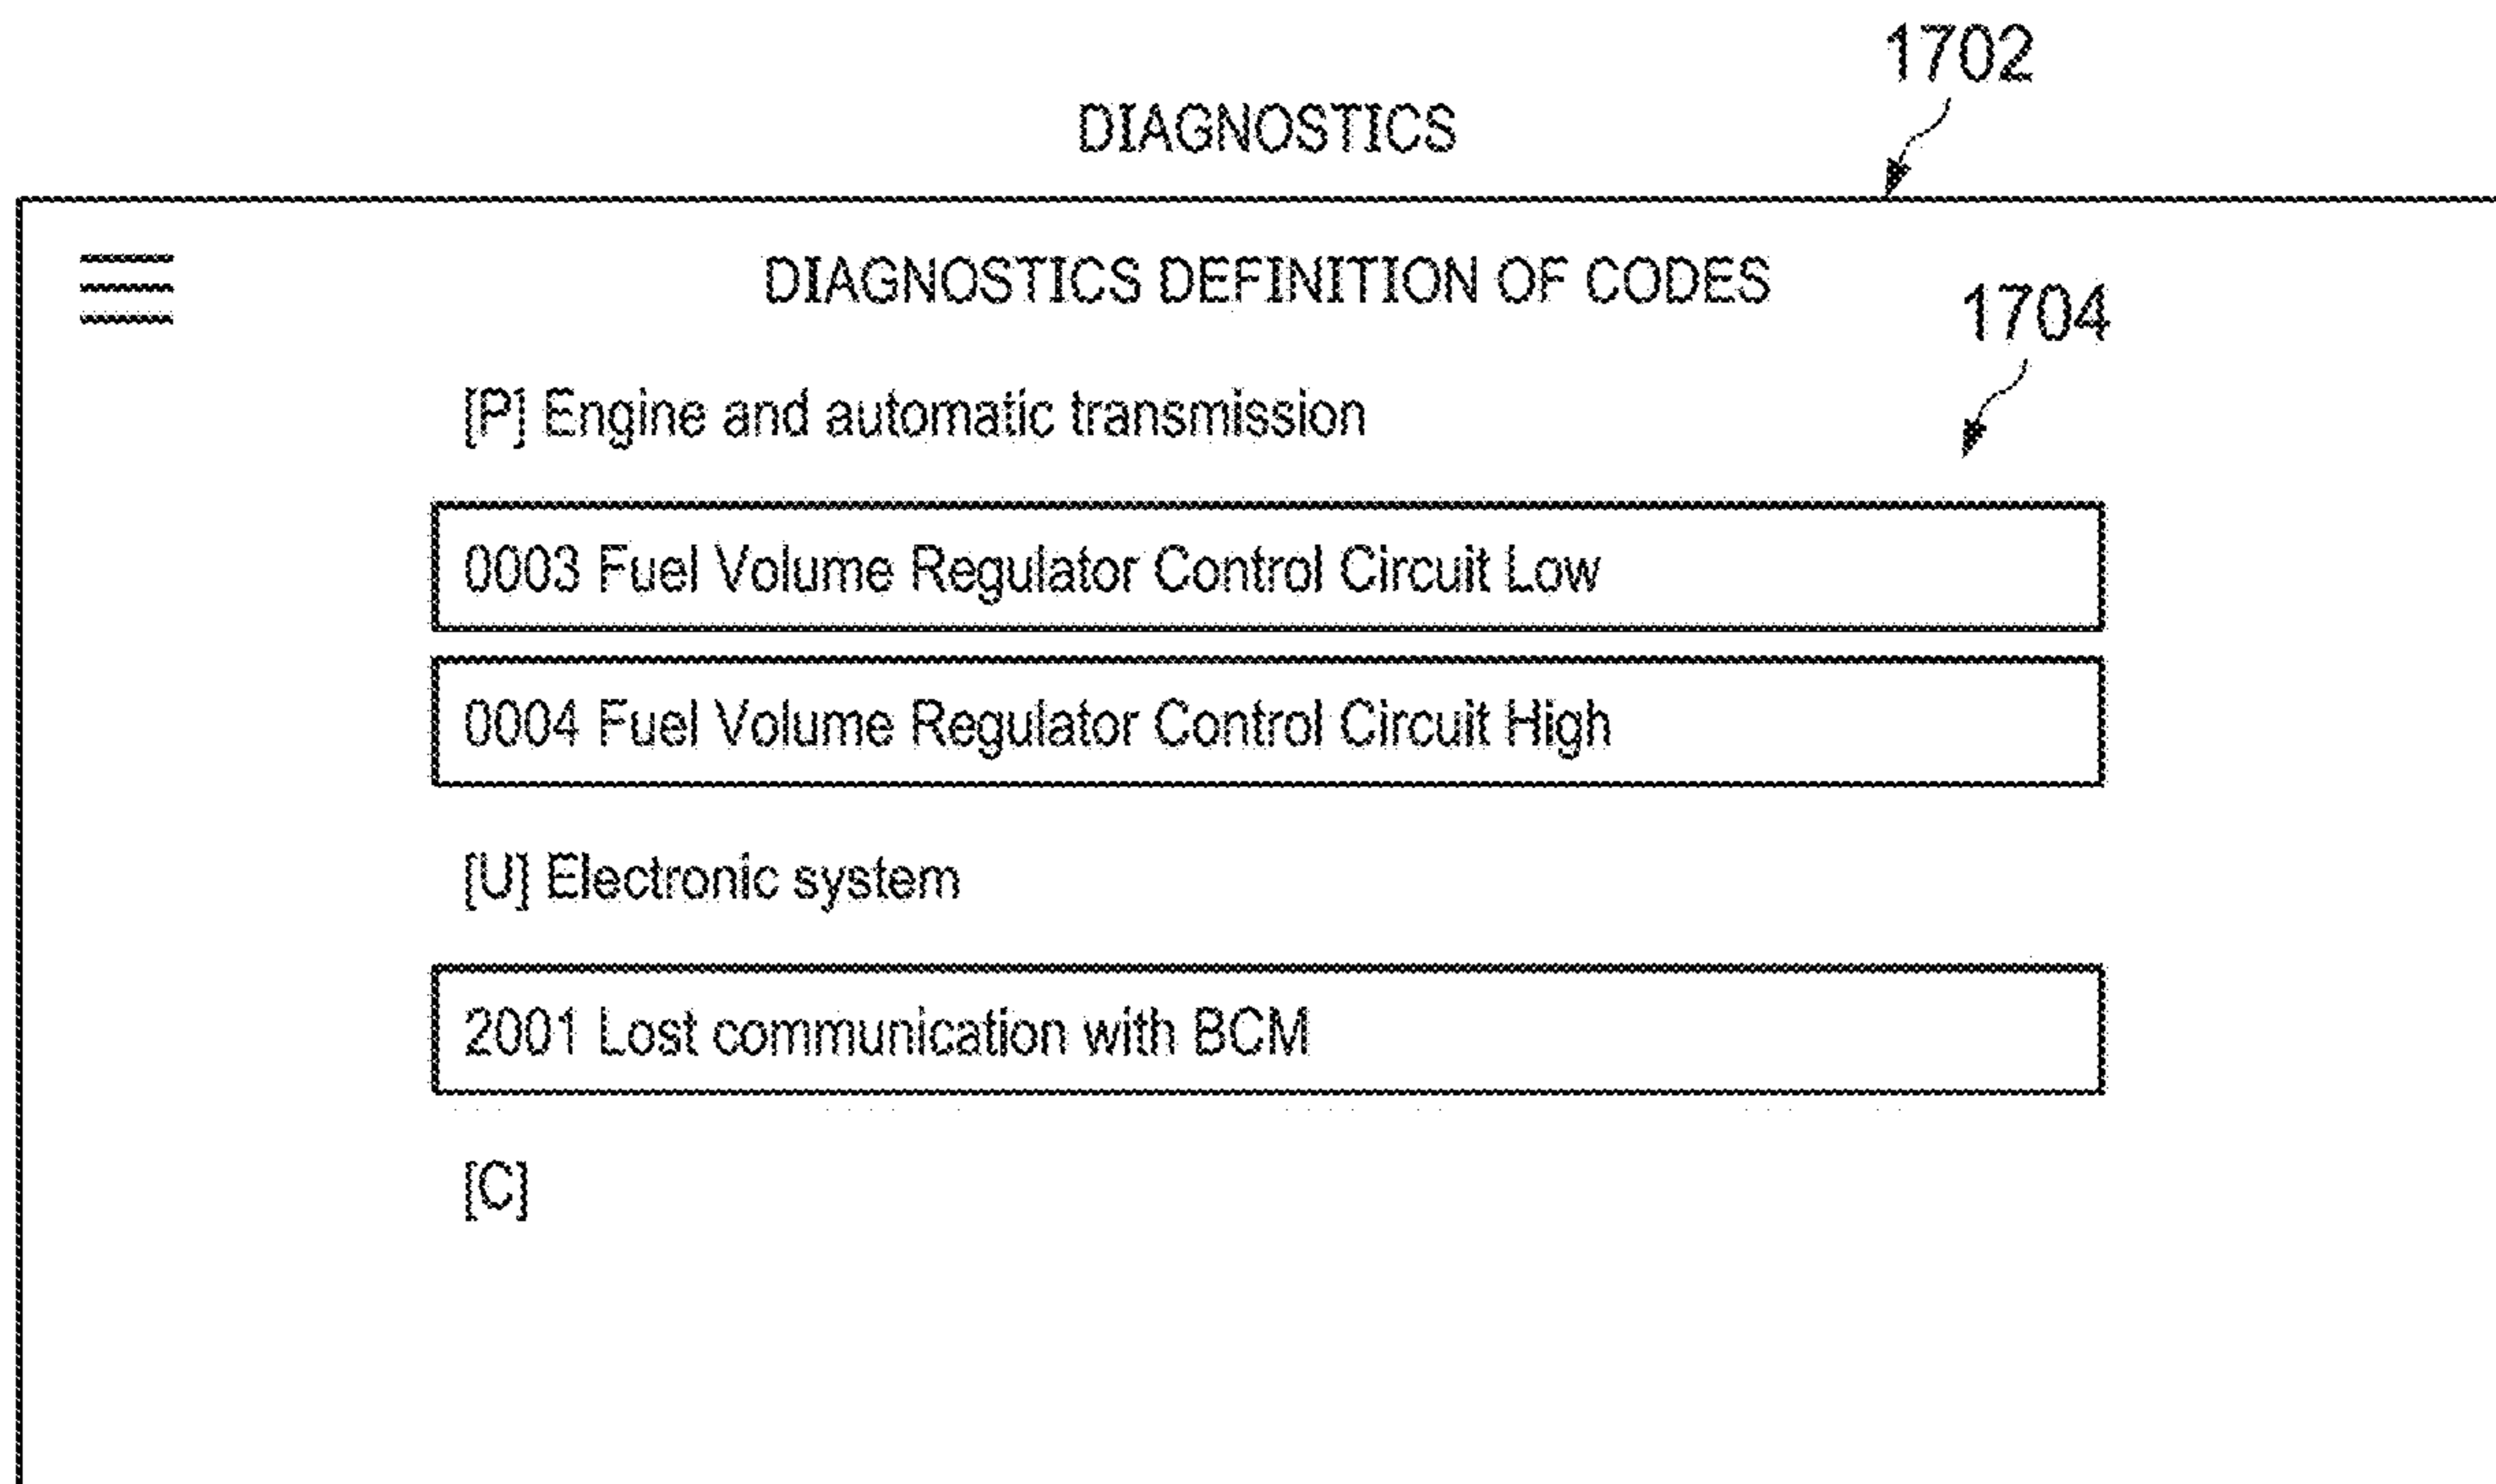 1702
DIAGNOSTICS
DIAGNOSTICS DEFINITION OF CODES
1704
[P] Engine and automatic transmission
0003 Fuel Volume Regulator Control Circuit Low
0004 Fuel Volume Regulator Control Circuit High
[U] Electronic system
2001 Lost communication with BCM
[C]